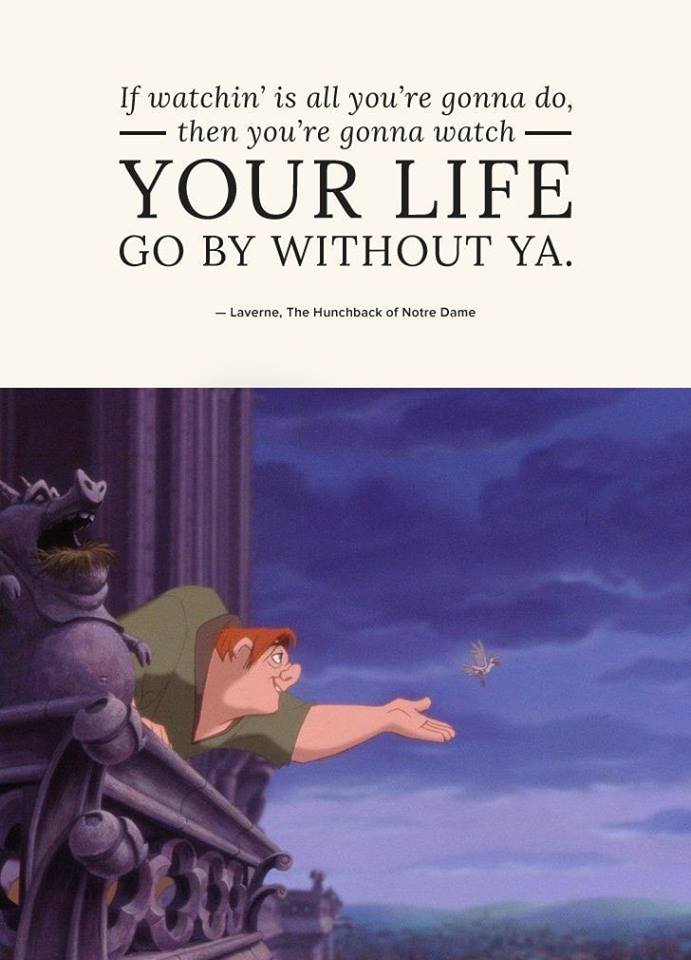 If watchin’ is all you’re gonna do,
then you’re gonna watch
YOUR LIFE
GO BY WITHOUT YA.
— Laverne, The Hunchback of Notre Dame